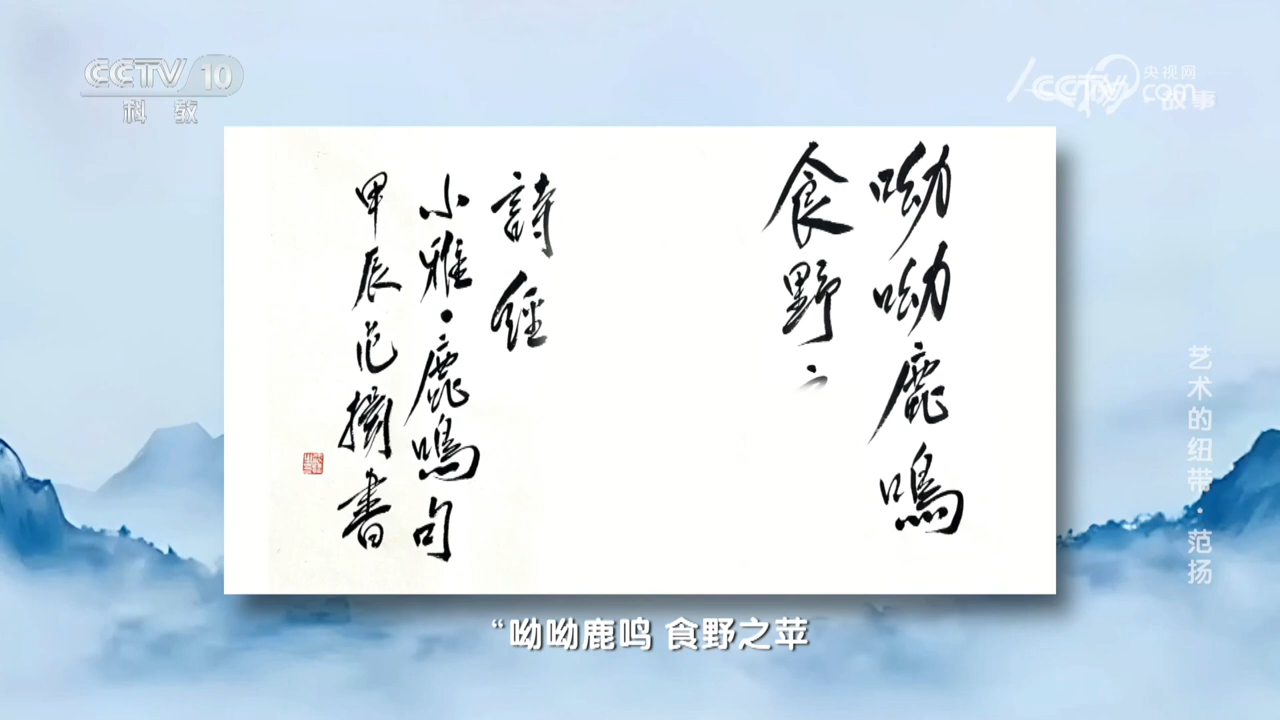 CCTV 10
科教
央视网
CCTV.com
故事
呦呦鹿鳴
食野
詩經
小雅·鹿鳴句
甲辰范揚書
艺术的纽带·范扬
“呦呦鹿鸣 食野之苹